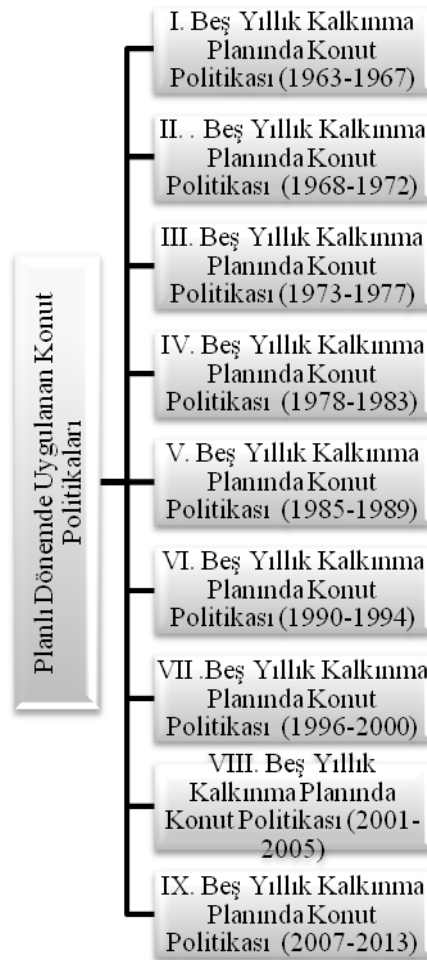 Planlı Dönemde Uygulanan Konut
Politikaları
I. Beş Yıllık Kalkınma
Planında Konut
Politikası (1963-1967)
II. . Beş Yıllık Kalkınma
Planında Konut
Politikası (1968-1972)
III. Beş Yıllık Kalkınma
Planında Konut
Politikası (1973-1977)
IV. Beş Yıllık Kalkınma
Planında Konut
Politikası (1978-1983)
V. Beş Yıllık Kalkınma
Planında Konut
Politikası (1985-1989)
VI. Beş Yıllık Kalkınma
Planında Konut
Politikası (1990-1994)
VII .Beş Yıllık Kalkınma
Planında Konut
Politikası (1996-2000)
VIII. Beş Yıllık
Kalkınma Planında
Konut Politikası (2001-
2005)
IX. Beş Yıllık Kalkınma
Planında Konut
Politikası (2007-2013)